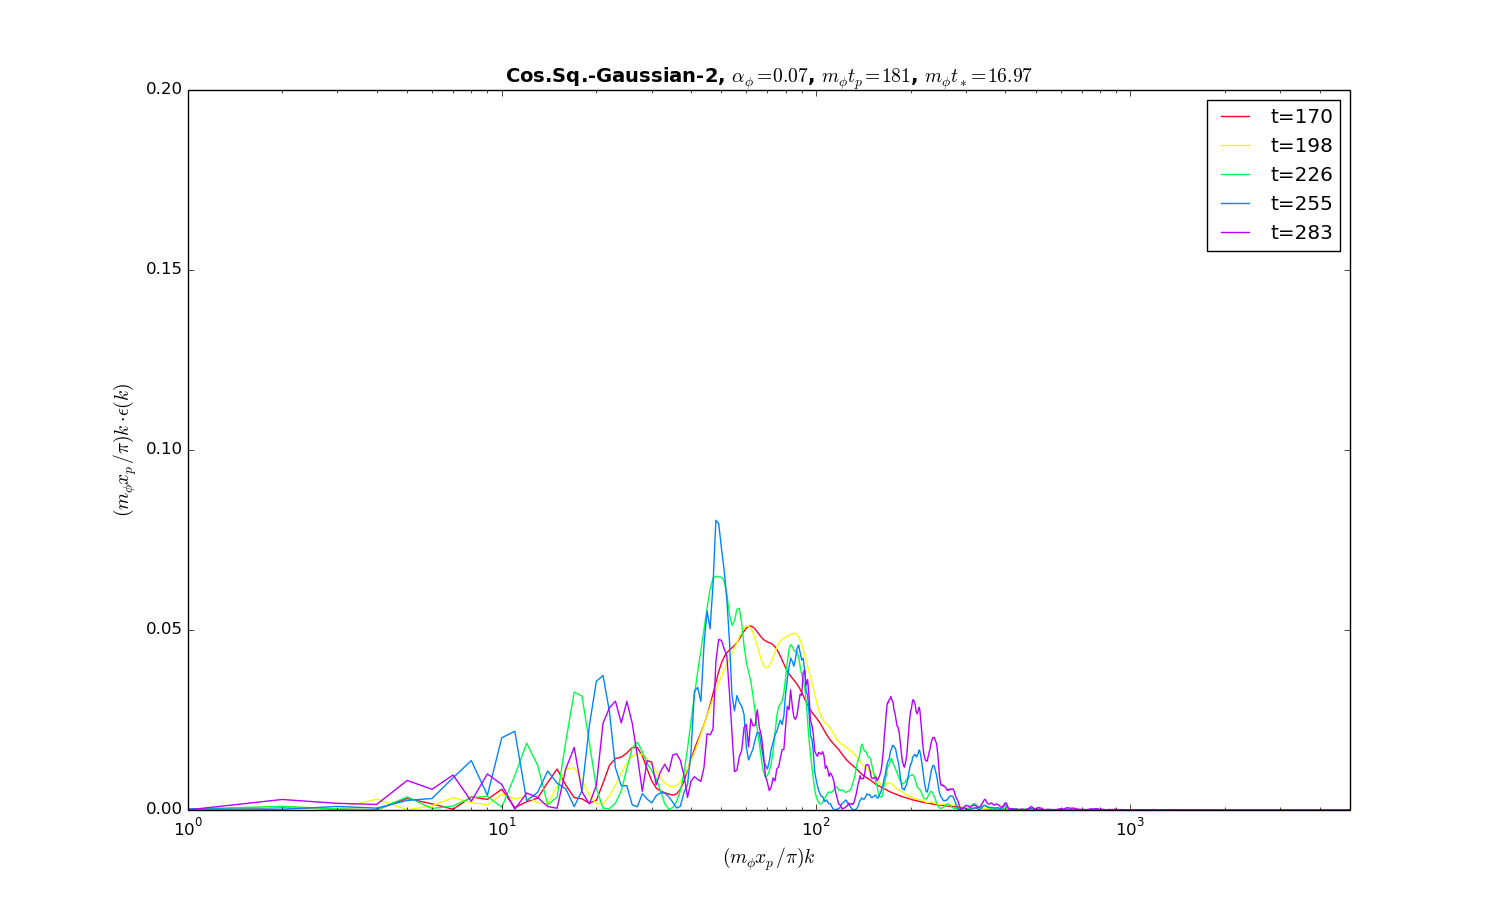 Cos.Sq.-Gaussian-2, α_ϕ=0.07, m_ϕt_p=181, m_ϕt_*=16.97
0.20
0.15
0.10
0.05
0.00
(m_ϕx_p/π)k·ϵ(k)
t=170
t=198
t=226
t=255
t=283
10^0 10^1 10^2 10^3
(m_ϕx_p/π)k